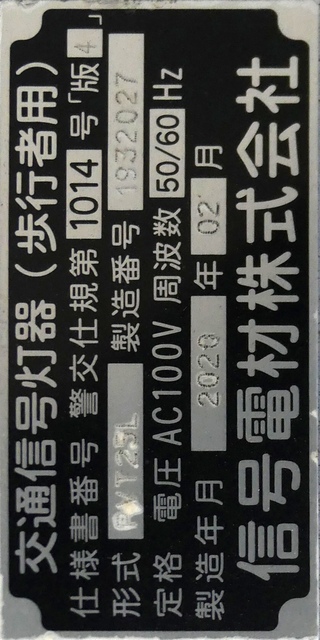 交通信号灯器(歩行者用)
仕様書番号 警交仕規第 1014 号「版 4」
形式 VT25L 製造番号 1932027
定格 電圧 AC100V 周波数 50/60 Hz
製造年月 2020 年 02 月
信号電材株式会社